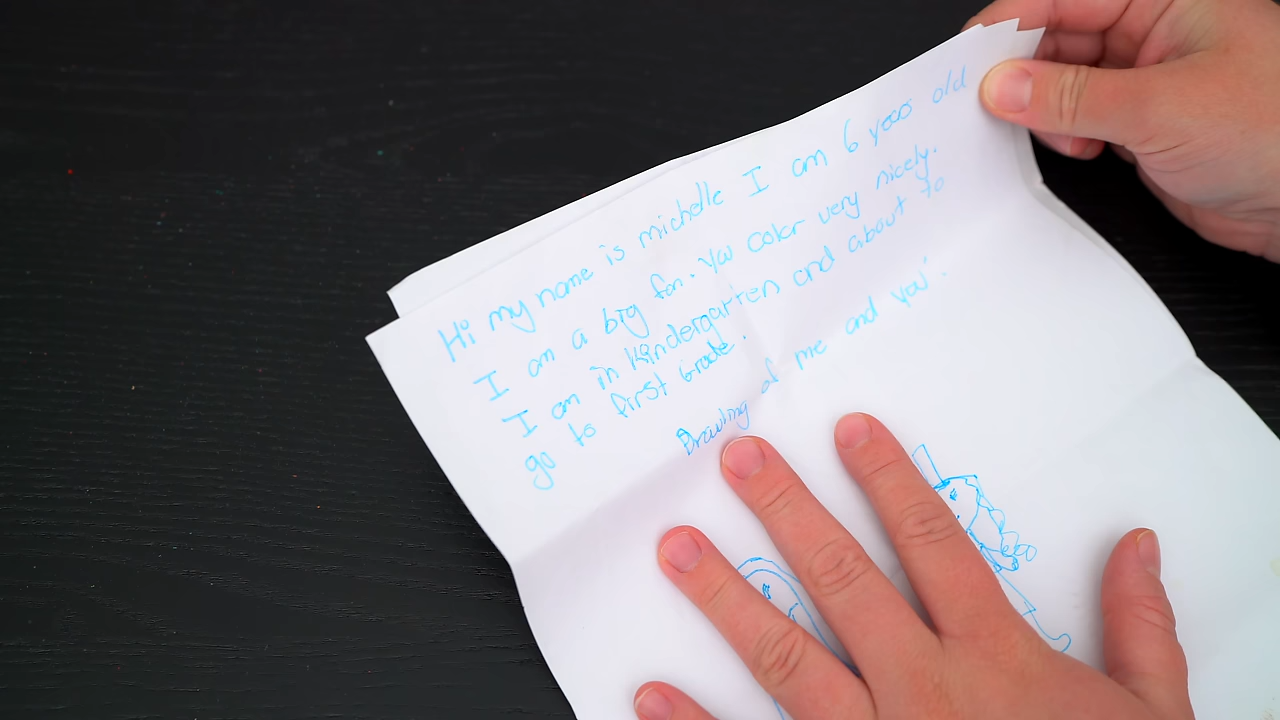 Hi my name is michelle I am 6 years old
I am a big fan. You color very nicely.
I am in Kindergarten and about to
go to first Grade.
Drawing of me and you.